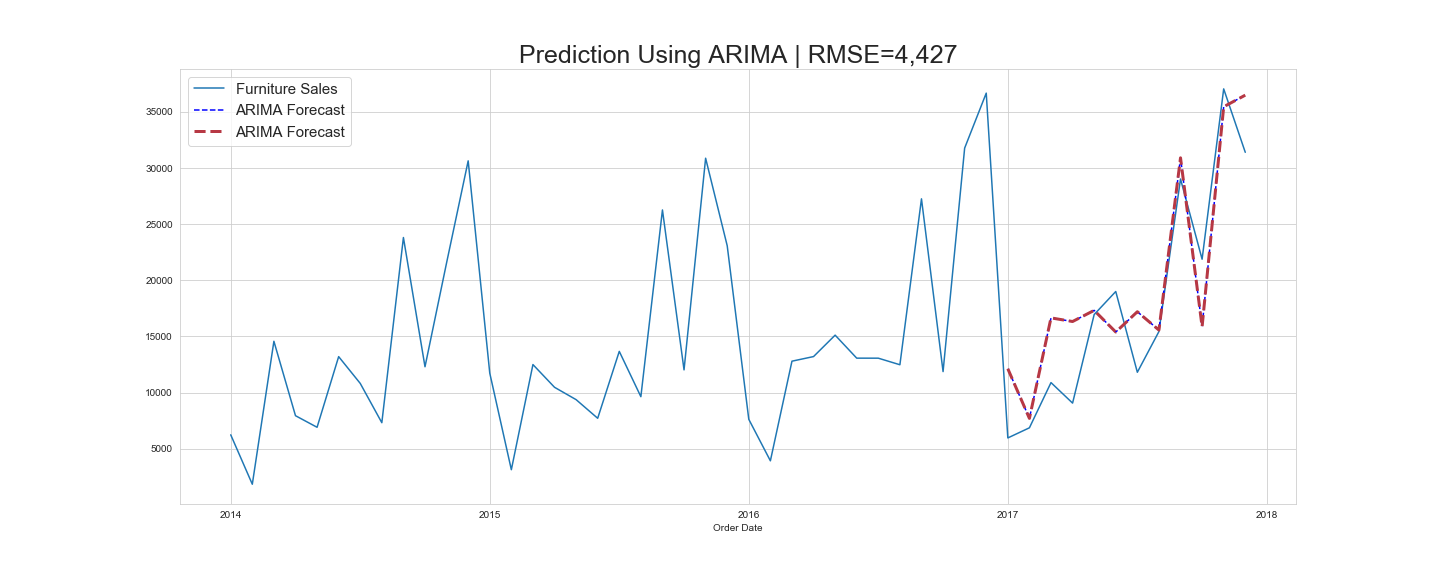 Prediction Using ARIMA | RMSE=4,427
Furniture Sales
ARIMA Forecast
ARIMA Forecast
35000
30000
25000
20000
15000
10000
5000
2014 2015 2016 2017 2018
Order Date